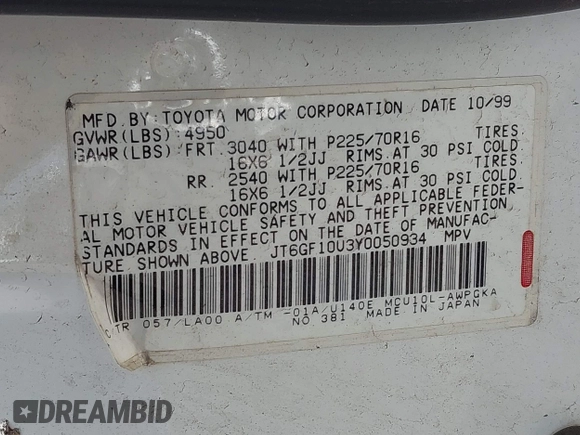 MFD. BY: TOYOTA MOTOR CORPORATION DATE 10/99
GVWR(LBS):4960
GAWR(LBS) FRT. 3040 WITH P225/70R16 TIRES.
16X6 1/2JJ RIMS.AT 30 PSI COLD.
RR. 2540 WITH P225/70R16 TIRES.
16X6 1/2JJ RIMS.AT 30 PSI COLD.
THIS VEHICLE CONFORMS TO ALL APPLICABLE FEDER-
AL MOTOR VEHICLE SAFETY AND THEFT PREVENTION
STANDARDS IN EFFECT ON THE DATE OF MANUFAC-
TURE SHOWN ABOVE. JT6GF10U3Y0050934 MPV
C/TR 057/LA00 A/TM -01A/U140E MCU10L-AWPGKA
NO 381 MADE IN JAPAN
DREAMBID